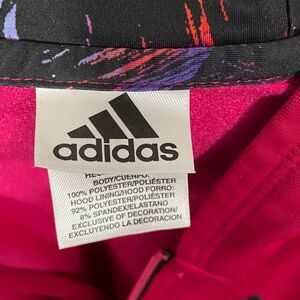 adidas
BODY/CUERPO:
100% POLYESTER/POLIÉSTER
HOOD LINING/HOOD FORRO:
92% POLYESTER/POLIÉSTER
8% SPANDEX/ELASTANO
EXCLUSIVE OF DECORATION/
EXCLUYENDO LA DECORACIÓN